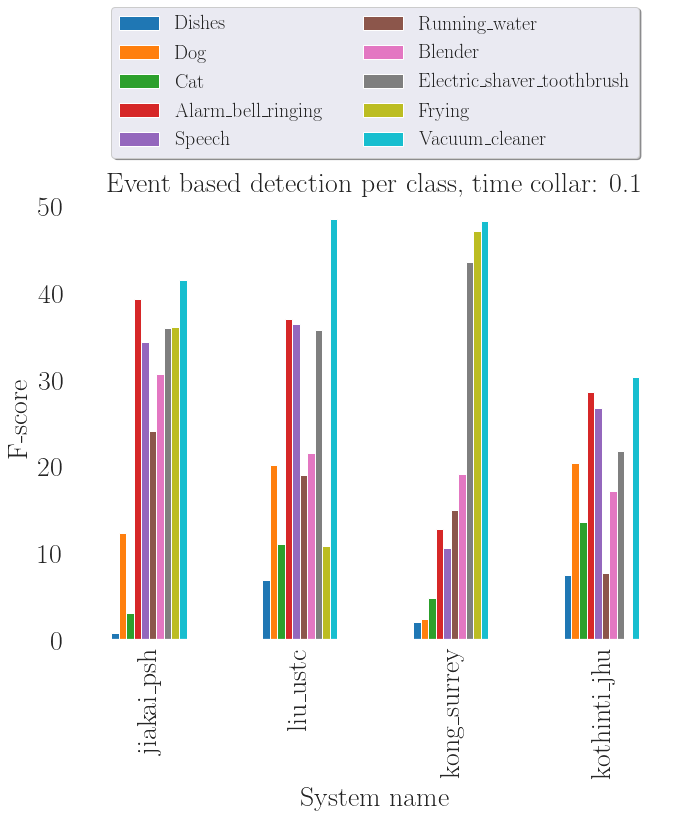 Dishes
Dog
Cat
Alarm_bell_ringing
Speech
Running_water
Blender
Electric_shaver_toothbrush
Frying
Vacuum_cleaner
Event based detection per class, time collar: 0.1
50
40
30
20
10
0
F-score
jiakai_psh
liu_ustc
kong_surrey
kothinti_jhu
System name